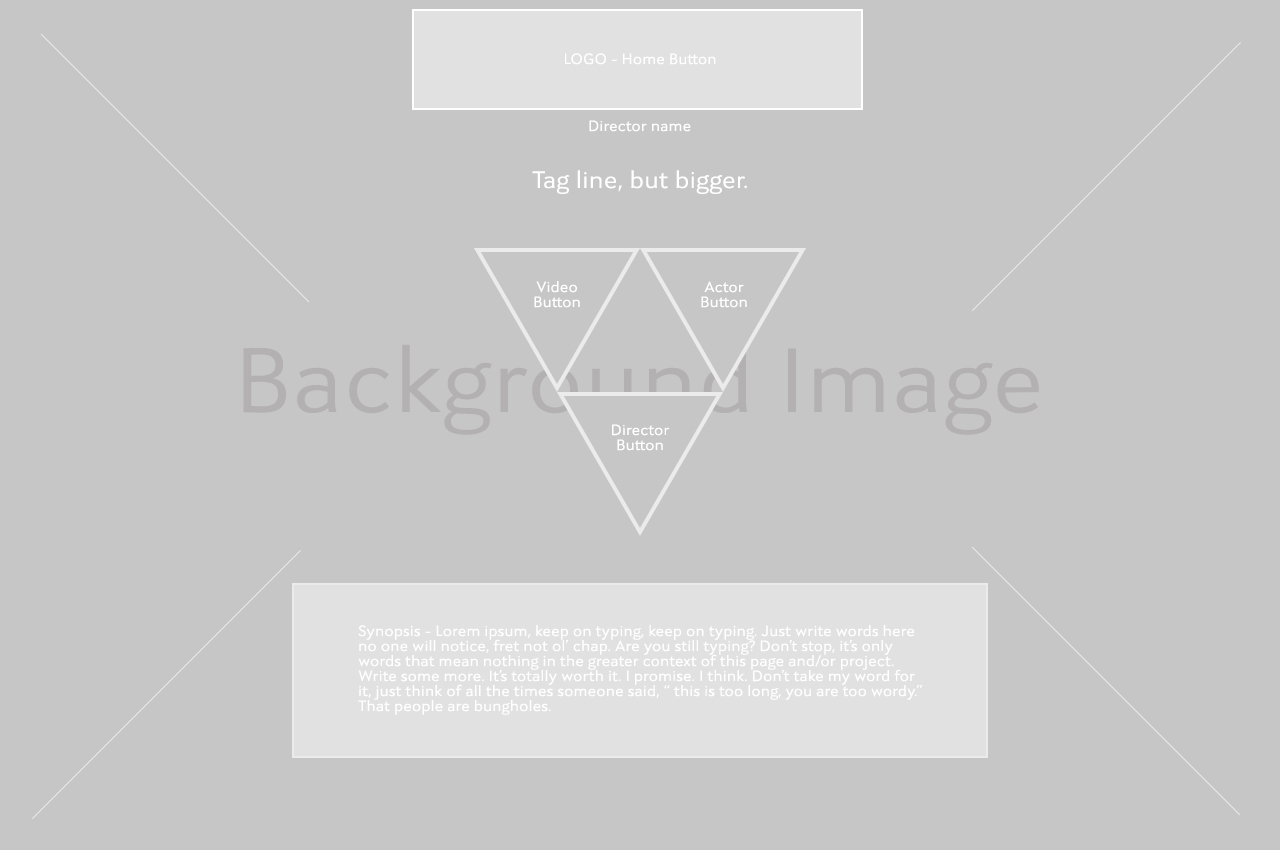 LOGO - Home Button
Director name
Tag line, but bigger.
Video
Button
Actor
Button
Background Image
Director
Button
Synopsis - Lorem ipsum, keep on typing, keep on typing. Just write words here
no one will notice, fret not ol’ chap. Are you still typing? Don’t stop, it’s only
words that mean nothing in the greater context of this page and/or project.
Write some more. It’s totally worth it. I promise. I think. Don’t take my word for
it, just think of all the times someone said, “ this is too long, you are too wordy.”
That people are bungholes.